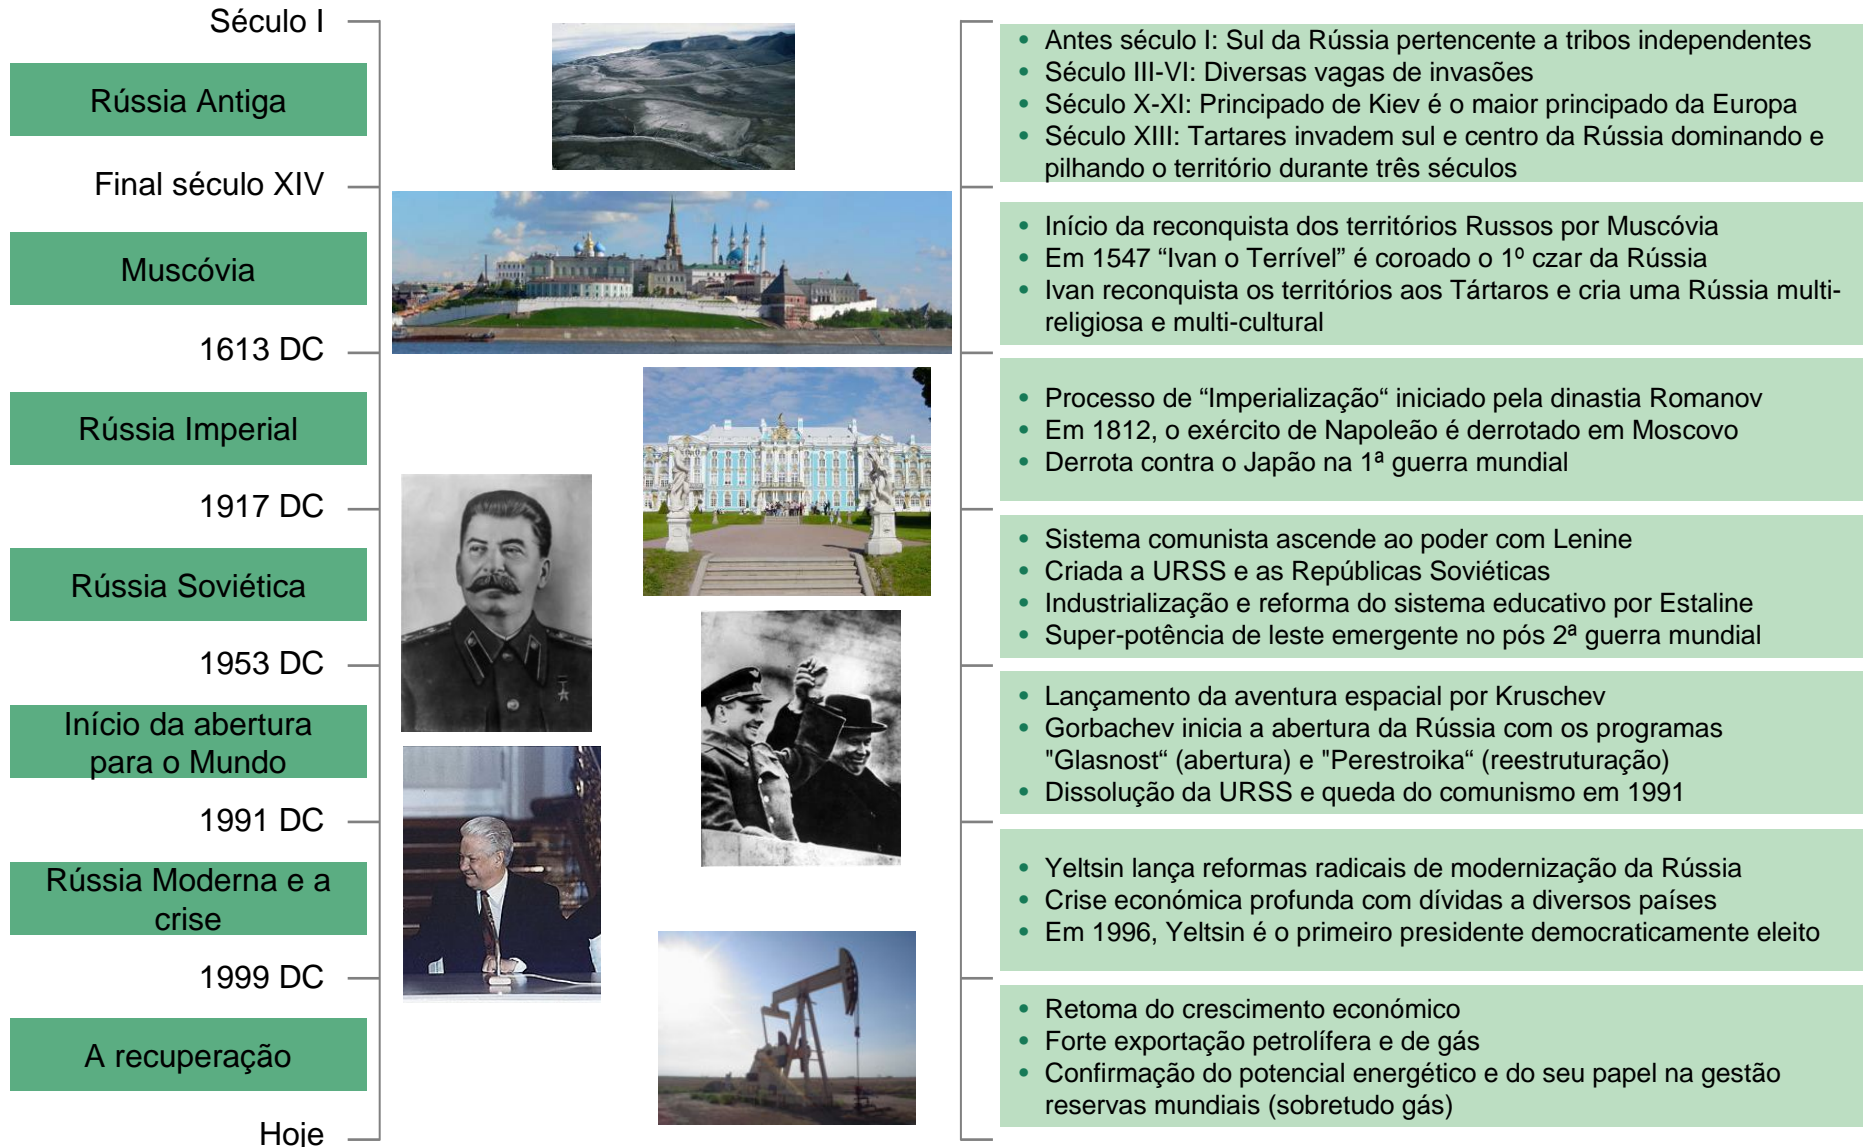 Século I
Rússia Antiga
Final século XIV
Muscóvia
1613 DC
Rússia Imperial
1917 DC
Rússia Soviética
1953 DC
Início da abertura
para o Mundo
1991 DC
Rússia Moderna e a
crise
1999 DC
A recuperação
Hoje
• Antes século I: Sul da Rússia pertencente a tribos independentes
• Século III-VI: Diversas vagas de invasões
• Século X-XI: Principado de Kiev é o maior principado da Europa
• Século XIII: Tartares invadem sul e centro da Rússia dominando e
pilhando o território durante três séculos
• Início da reconquista dos territórios Russos por Muscóvia
• Em 1547 “Ivan o Terrível” é coroado o 1º czar da Rússia
• Ivan reconquista os territórios aos Tártaros e cria uma Rússia multi-
religiosa e multi-cultural
• Processo de “Imperialização“ iniciado pela dinastia Romanov
• Em 1812, o exército de Napoleão é derrotado em Moscovo
• Derrota contra o Japão na 1ª guerra mundial
• Sistema comunista ascende ao poder com Lenine
• Criada a URSS e as Repúblicas Soviéticas
• Industrialização e reforma do sistema educativo por Estaline
• Super-potência de leste emergente no pós 2ª guerra mundial
• Lançamento da aventura espacial por Kruschev
• Gorbachev inicia a abertura da Rússia com os programas
"Glasnost“ (abertura) e "Perestroika“ (reestruturação)
• Dissolução da URSS e queda do comunismo em 1991
• Yeltsin lança reformas radicais de modernização da Rússia
• Crise económica profunda com dívidas a diversos países
• Em 1996, Yeltsin é o primeiro presidente democraticamente eleito
• Retoma do crescimento económico
• Forte exportação petrolífera e de gás
• Confirmação do potencial energético e do seu papel na gestão
reservas mundiais (sobretudo gás)